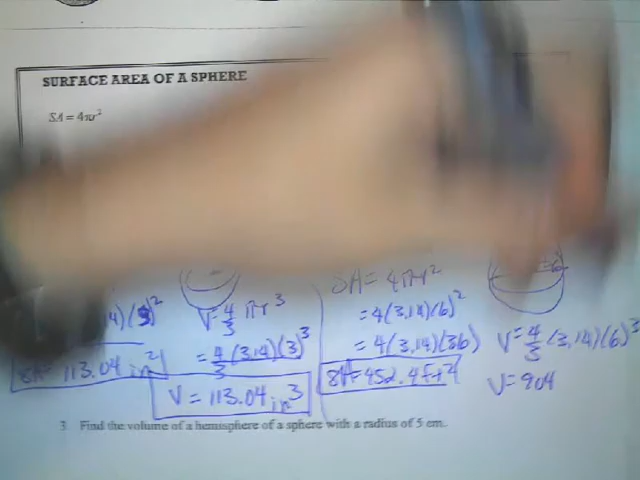 SURFACE AREA OF A SPHERE
SA = 4πr²
4)(3)²
SA = 113.04 in²
V = 4/3 πr³
= 4/3 (3.14)(3)³
V = 113.04 in³
SA = 4πr²
= 4(3.14)(6)²
= 4(3.14)(36)
SA = 452.4 ft²
V = 4/3 (3.14)(6)³
V = 904
3 Find the volume of a hemisphere of a sphere with a radius of 5 cm.